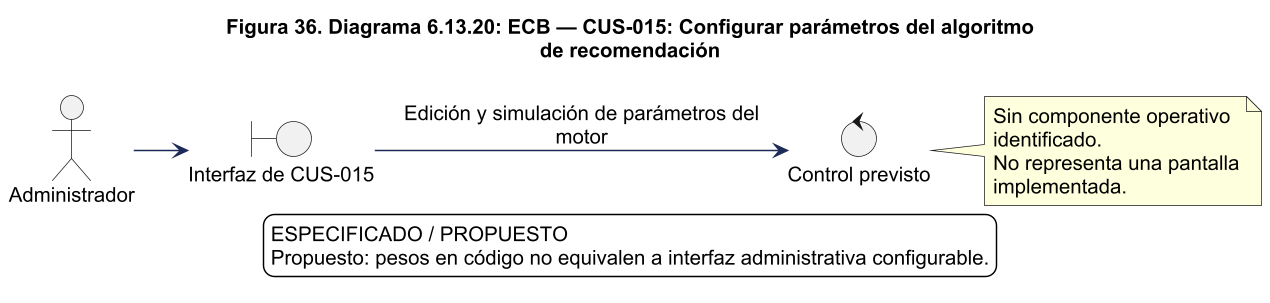 Figura 36. Diagrama 6.13.20: ECB — CUS-015: Configurar parámetros del algoritmo
de recomendación
Edición y simulación de parámetros del
motor
Administrador
Interfaz de CUS-015
Control previsto
Sin componente operativo
identificado.
No representa una pantalla
implementada.
ESPECIFICADO / PROPUESTO
Propuesto: pesos en código no equivalen a interfaz administrativa configurable.